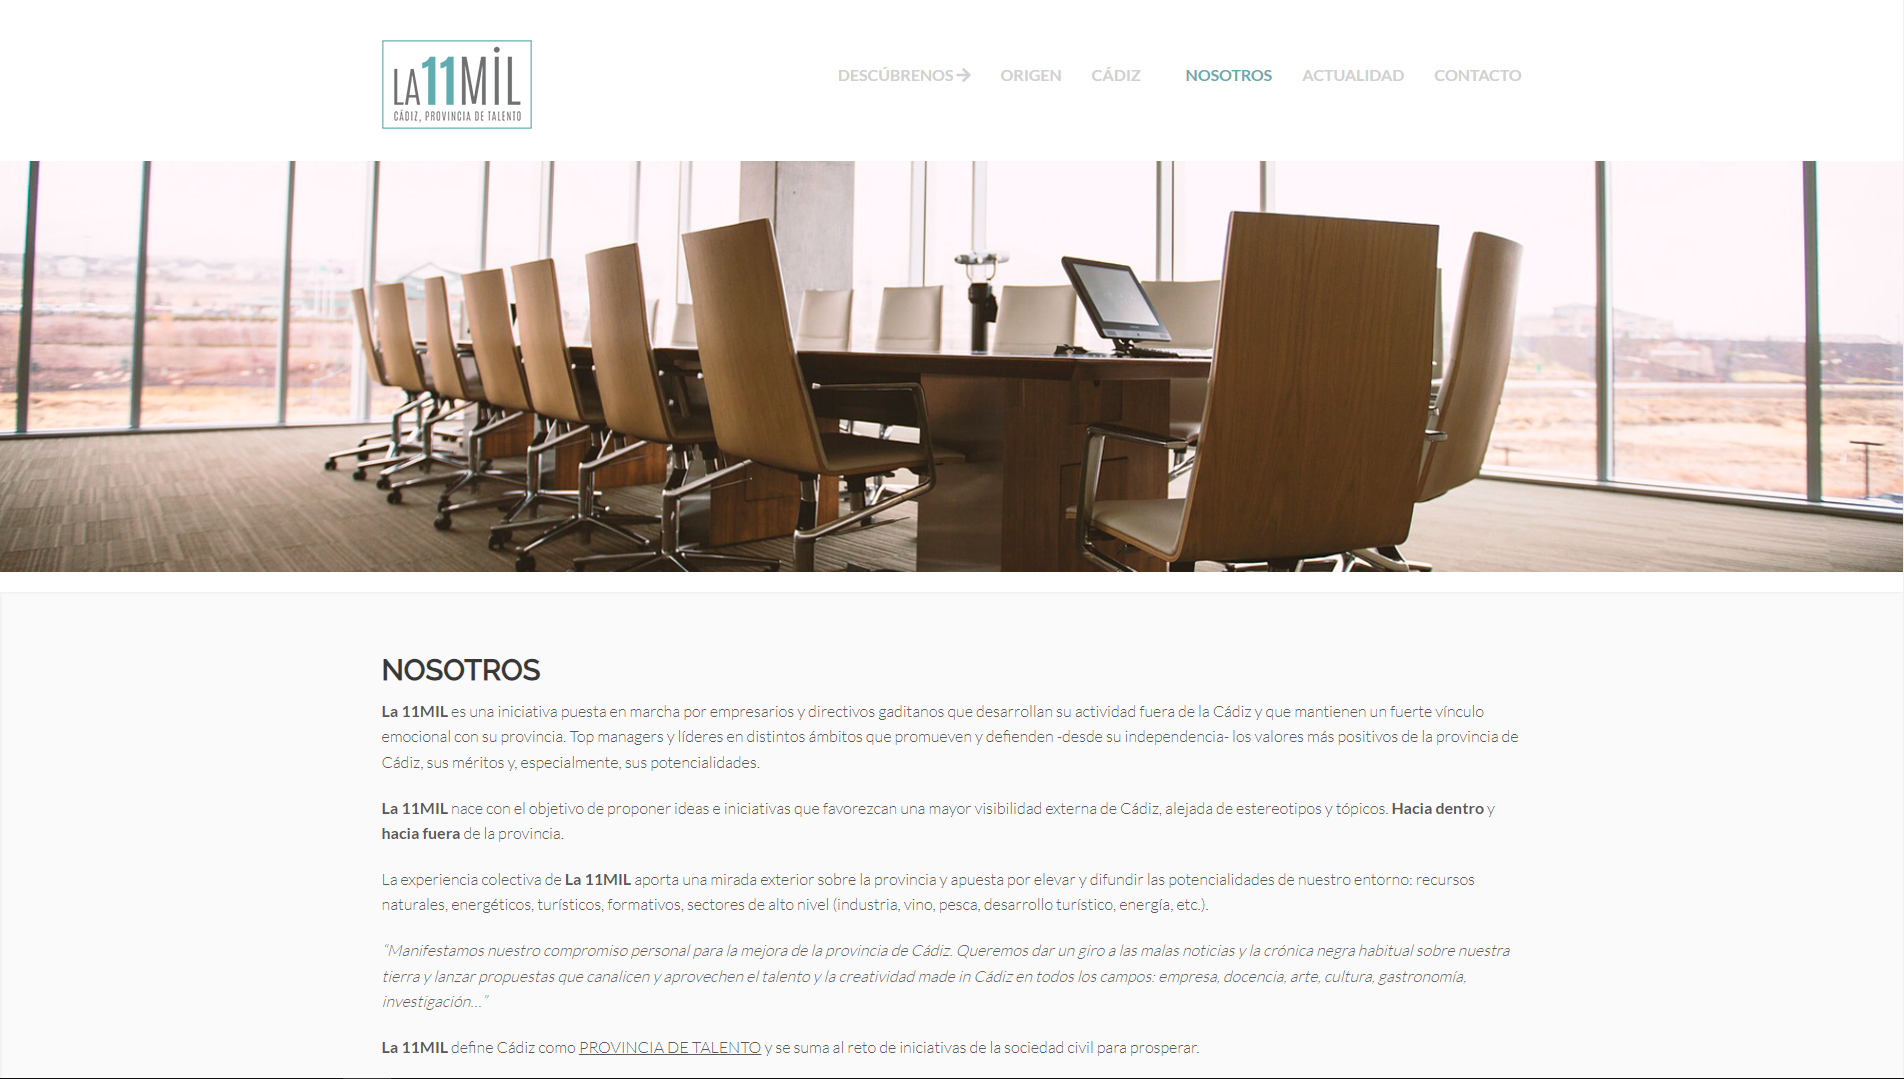 LA11MIL
CÁDIZ, PROVINCIA DE TALENTO
DESCÚBRENOS ORIGEN CÁDIZ NOSOTROS ACTUALIDAD CONTACTO
NOSOTROS
La 11MIL es una iniciativa puesta en marcha por empresarios y directivos gaditanos que desarrollan su actividad fuera de la Cádiz y que mantienen un fuerte vínculo
emocional con su provincia. Top managers y líderes en distintos ámbitos que promueven y defienden -desde su independencia- los valores más positivos de la provincia de
Cádiz, sus méritos y, especialmente, sus potencialidades.
La 11MIL nace con el objetivo de proponer ideas e iniciativas que favorezcan una mayor visibilidad externa de Cádiz, alejada de estereotipos y tópicos. Hacia dentro y
hacia fuera de la provincia.
La experiencia colectiva de La 11MIL aporta una mirada exterior sobre la provincia y apuesta por elevar y difundir las potencialidades de nuestro entorno: recursos
naturales, energéticos, turísticos, formativos, sectores de alto nivel (industria, vino, pesca, desarrollo turístico, energía, etc.).
“Manifestamos nuestro compromiso personal para la mejora de la provincia de Cádiz. Queremos dar un giro a las malas noticias y la crónica negra habitual sobre nuestra
tierra y lanzar propuestas que canalicen y aprovechen el talento y la creatividad made in Cádiz en todos los campos: empresa, docencia, arte, cultura, gastronomía,
investigación…”
La 11MIL define Cádiz como PROVINCIA DE TALENTO y se suma al reto de iniciativas de la sociedad civil para prosperar.